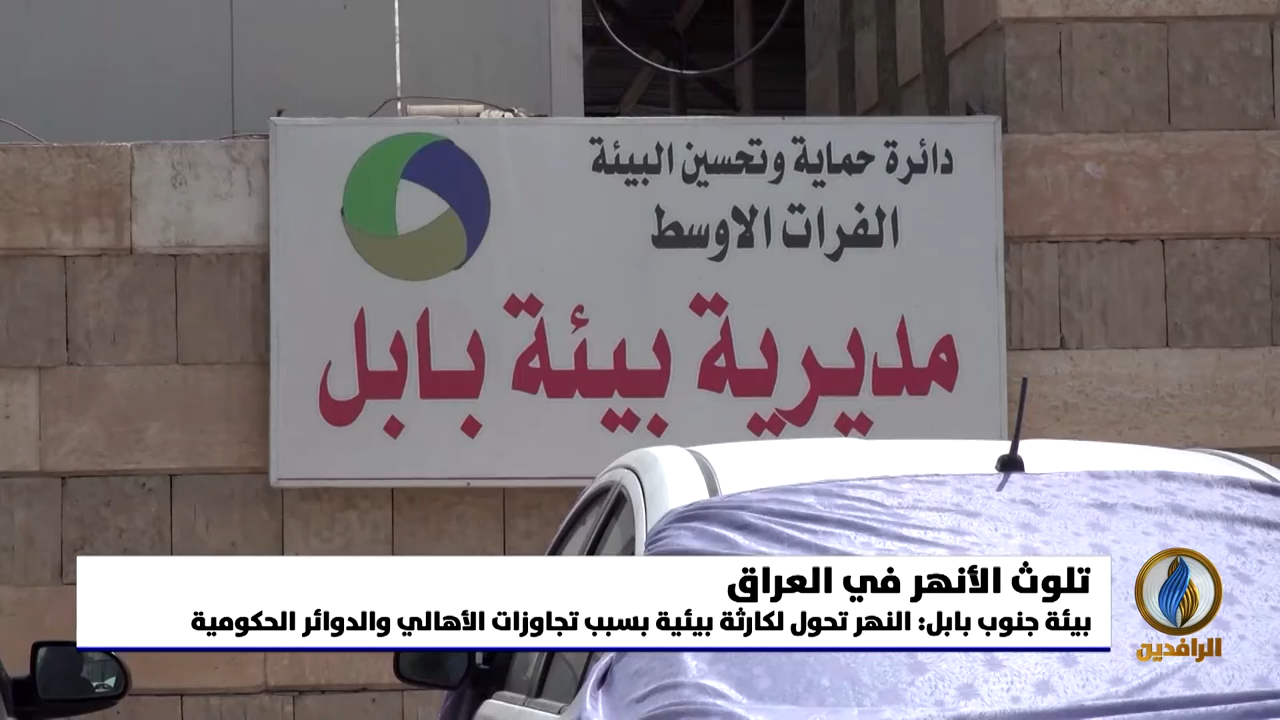 دائرة حماية وتحسين البيئة
الفرات الاوسط
مديرية بيئة بابل
تلوث الأنهر في العراق
بيئة جنوب بابل: النهر تحول لكارثة بيئية بسبب تجاوزات الأهالي والدوائر الحكومية
الرافدين